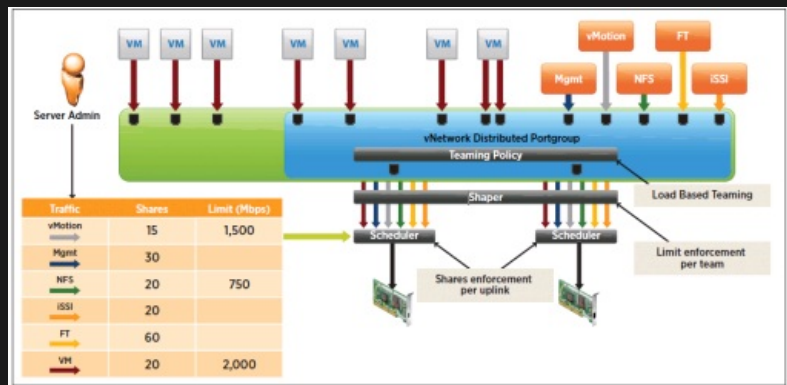 VM
VM
VM
VM
VM
VM
VM
vMotion
FT
Mgmt
NFS
iSSI
Server Admin
vNetwork Distributed Portgroup
Teaming Policy
Load Based Teaming
Shaper
Traffic Shares Limit (Mbps)
vMotion 15 1,500
Mgmt 30
NFS 20 750
iSSI 20
FT 60
VM 20 2,000
Scheduler
Scheduler
Limit enforcement
per team
Shares enforcement
per uplink